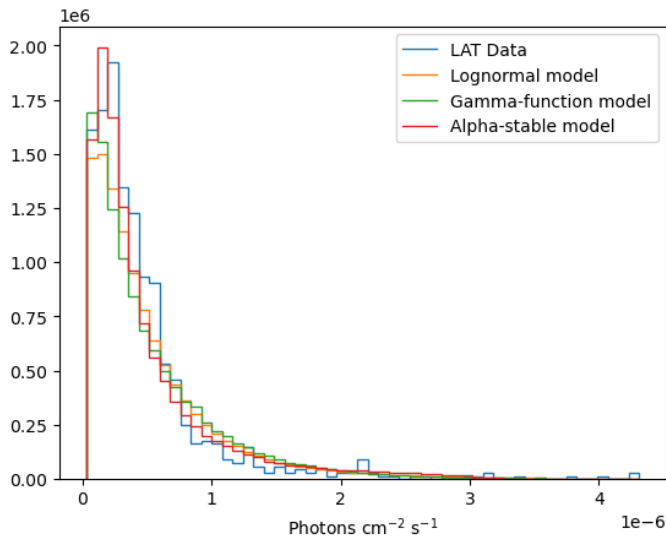 1e6
2.00
1.75
1.50
1.25
1.00
0.75
0.50
0.25
0.00
LAT Data
Lognormal model
Gamma-function model
Alpha-stable model
0 1 2 3 4
1e−6
Photons cm⁻² s⁻¹